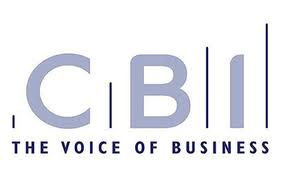 CBI
THE VOICE OF BUSINESS